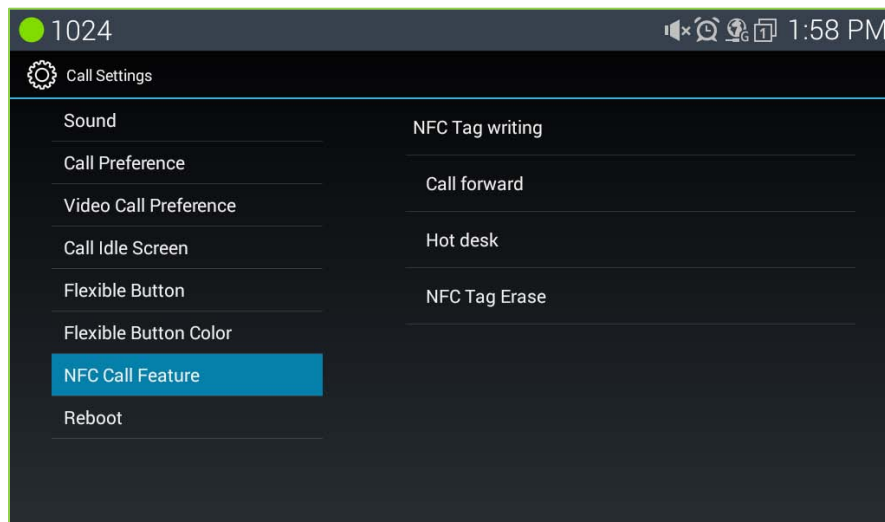 1024
1:58 PM
Call Settings
Sound
Call Preference
Video Call Preference
Call Idle Screen
Flexible Button
Flexible Button Color
NFC Call Feature
Reboot
NFC Tag writing
Call forward
Hot desk
NFC Tag Erase